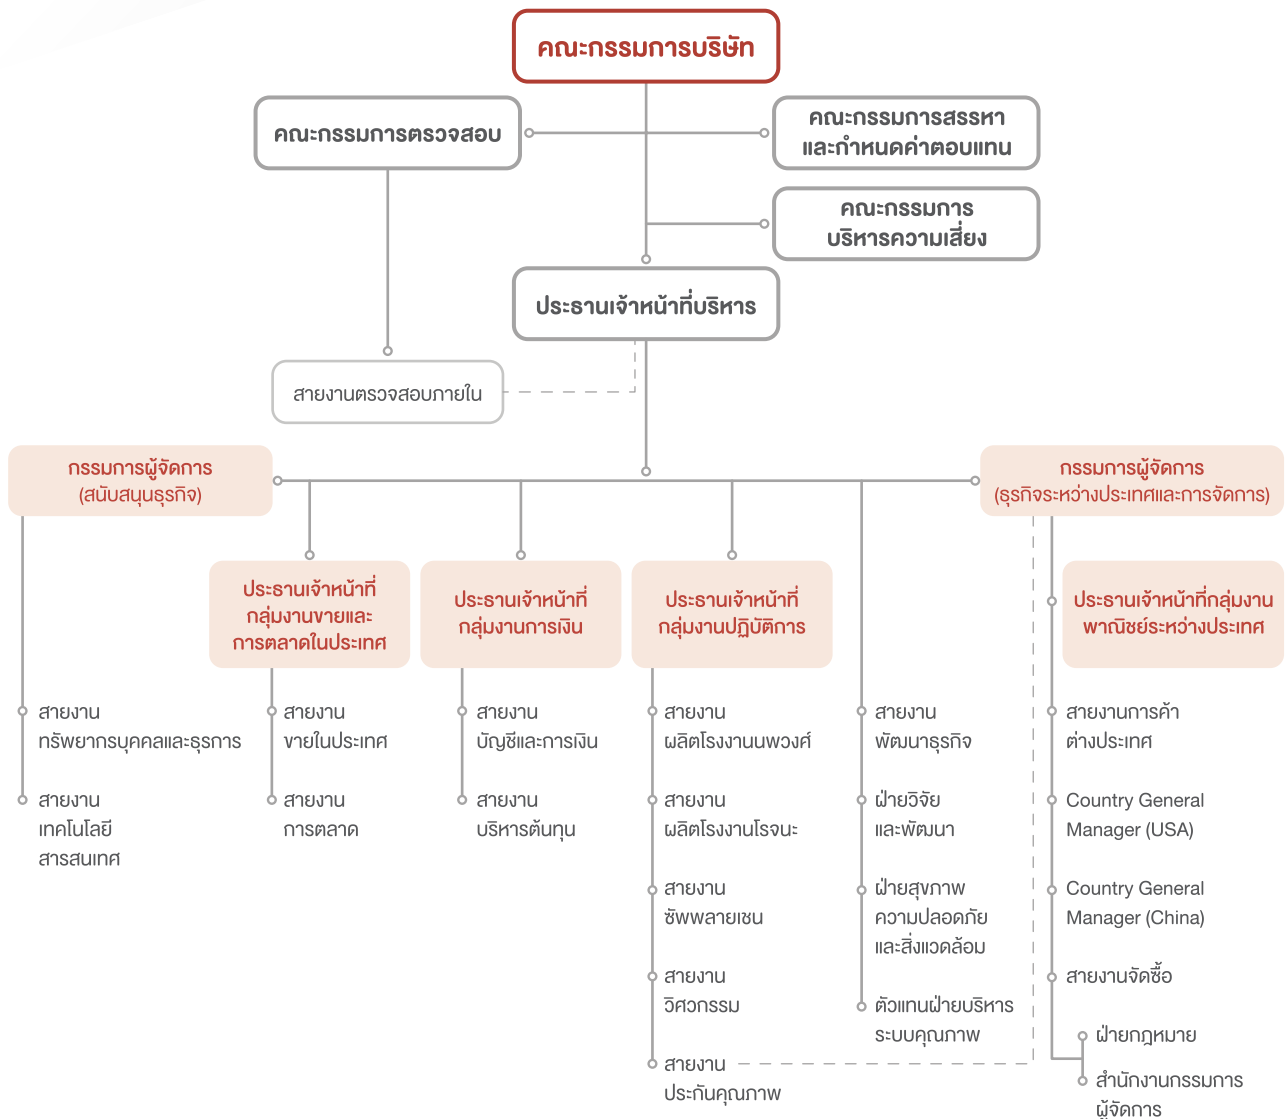 คณะกรรมการบริษัท
คณะกรรมการตรวจสอบ
คณะกรรมการสรรหา
และกำหนดค่าตอบแทน
คณะกรรมการ
บริหารความเสี่ยง
ประธานเจ้าหน้าที่บริหาร
สายงานตรวจสอบภายใน
กรรมการผู้จัดการ
(สนับสนุนธุรกิจ)
กรรมการผู้จัดการ
(ธุรกิจระหว่างประเทศและการจัดการ)
ประธานเจ้าหน้าที่
กลุ่มงานขายและ
การตลาดในประเทศ
ประธานเจ้าหน้าที่
กลุ่มงานการเงิน
ประธานเจ้าหน้าที่
กลุ่มงานปฏิบัติการ
ประธานเจ้าหน้าที่กลุ่มงาน
พาณิชย์ระหว่างประเทศ
สายงาน
ทรัพยากรบุคคลและธุรการ
สายงาน
เทคโนโลยี
สารสนเทศ
สายงาน
ขายในประเทศ
สายงาน
การตลาด
สายงาน
บัญชีและการเงิน
สายงาน
บริหารต้นทุน
สายงาน
ผลิตโรงงานนพวงศ์
สายงาน
ผลิตโรงงานโรจนะ
สายงาน
ซัพพลายเชน
สายงาน
วิศวกรรม
สายงาน
ประกันคุณภาพ
สายงาน
พัฒนาธุรกิจ
ฝ่ายวิจัย
และพัฒนา
ฝ่ายสุขภาพ
ความปลอดภัย
และสิ่งแวดล้อม
ตัวแทนฝ่ายบริหาร
ระบบคุณภาพ
สายงานการค้า
ต่างประเทศ
Country General
Manager (USA)
Country General
Manager (China)
สายงานจัดซื้อ
ฝ่ายกฎหมาย
สำนักงานกรรมการ
ผู้จัดการ